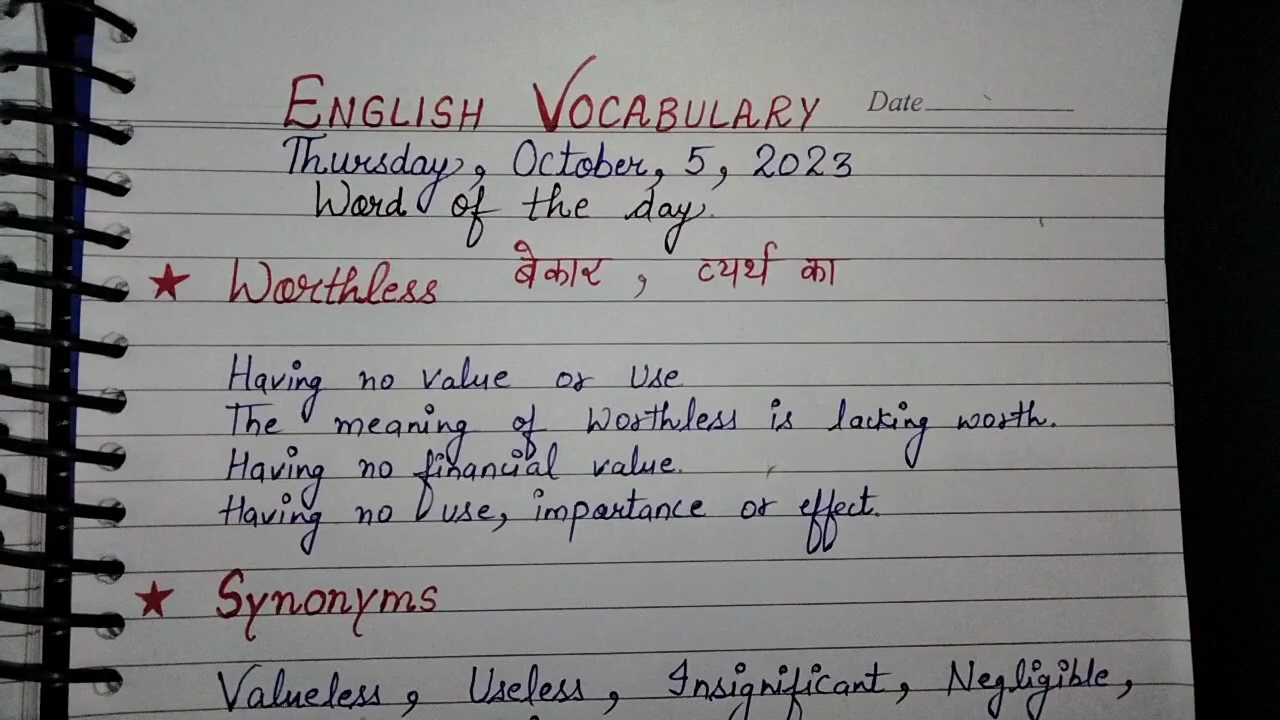 ENGLISH VOCABULARY Date
Thursday, October, 5, 2023
Word of the day.
★ Worthless बेकार , व्यर्थ का
Having no value or use
The meaning of worthless is lacking worth.
Having no financial value.
Having no use, importance or effect.
★ Synonyms
Valueless, Useless, Insignificant, Negligible,